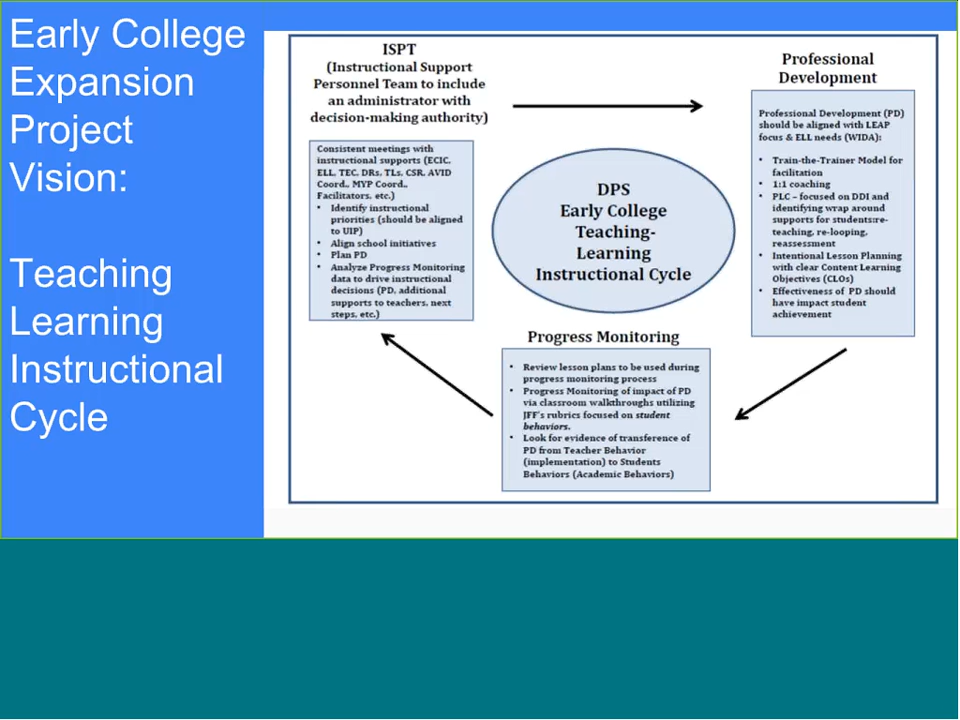 Early College
Expansion
Project
Vision:
Teaching
Learning
Instructional
Cycle
ISPT
(Instructional Support
Personnel Team to include
an administrator with
decision-making authority)
Consistent meetings with
instructional supports (ECIC,
ELL, TEC, DRs, TLs, CSR, AVID
Coord., MYP Coord.,
Facilitators, etc.)
• Identify instructional
priorities (should be aligned
to UIP)
• Align school initiatives
• Plan PD
• Analyze Progress Monitoring
data to drive instructional
decisions (PD, additional
supports to teachers, next
steps, etc.)
DPS
Early College
Teaching-
Learning
Instructional Cycle
Professional
Development
Professional Development (PD)
should be aligned with LEAP
focus & ELL needs (WIDA):
• Train-the-Trainer Model for
facilitation
• 1:1 coaching
• PLC – focused on DDI and
identifying wrap around
supports for students:re-
teaching, re-looping,
reassessment
• Intentional Lesson Planning
with clear Content Learning
Objectives (CLOs)
• Effectiveness of PD should
have impact student
achievement
Progress Monitoring
• Review lesson plans to be used during
progress monitoring process
• Progress Monitoring of impact of PD
via classroom walkthroughs utilizing
JFF's rubrics focused on student
behaviors.
• Look for evidence of transference of
PD from Teacher Behavior
(implementation) to Students
Behaviors (Academic Behaviors)